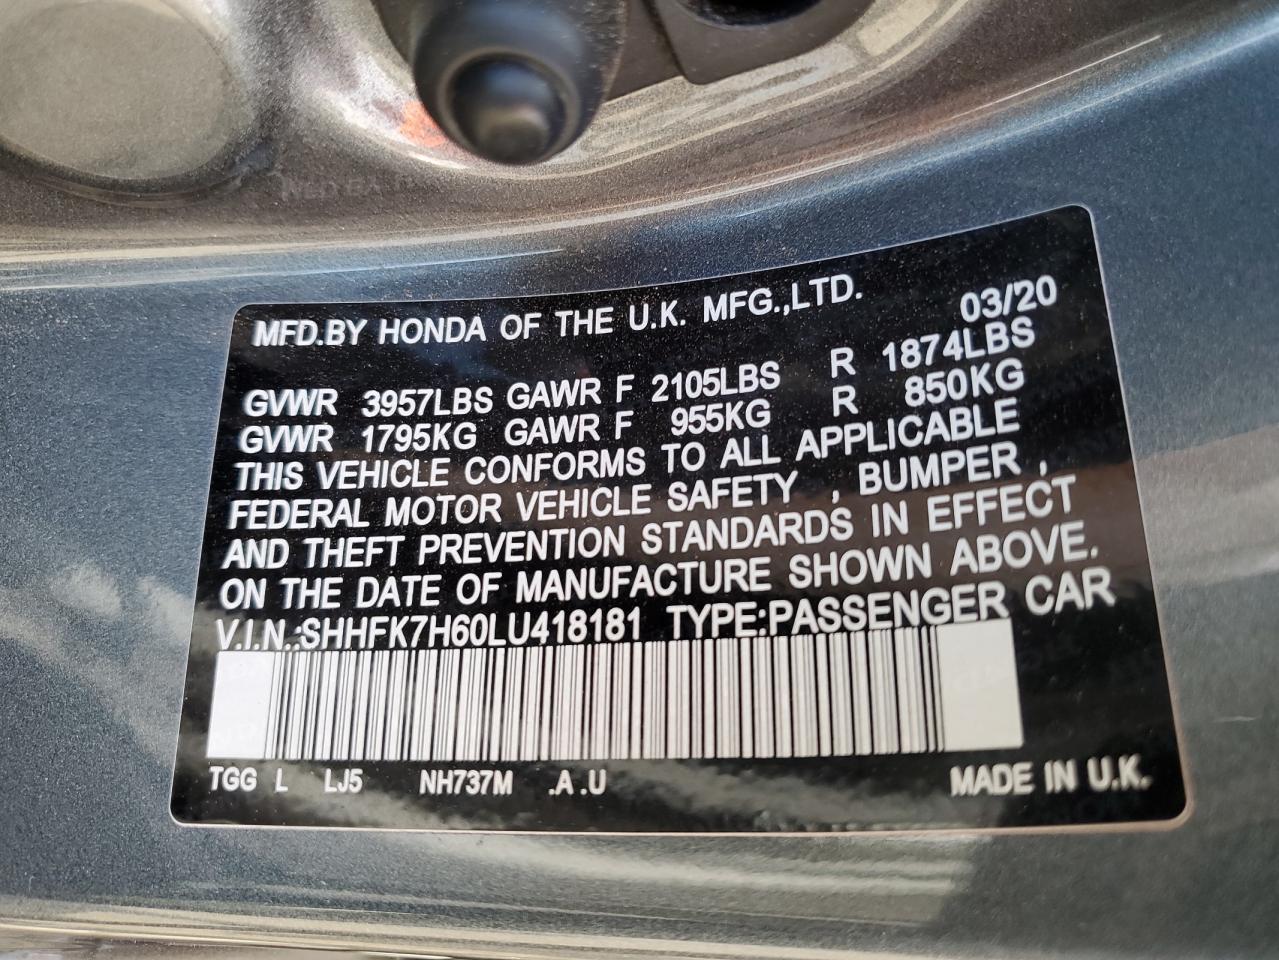 MFD.BY HONDA OF THE U.K. MFG.,LTD. 03/20
GVWR 3957LBS GAWR F 2105LBS R 1874LBS
GVWR 1795KG GAWR F 955KG R 850KG
THIS VEHICLE CONFORMS TO ALL APPLICABLE
FEDERAL MOTOR VEHICLE SAFETY , BUMPER ,
AND THEFT PREVENTION STANDARDS IN EFFECT
ON THE DATE OF MANUFACTURE SHOWN ABOVE.
V.I.N.:SHHFK7H60LU418181 TYPE:PASSENGER CAR
TGG L LJ5 NH737M .A .U MADE IN U.K.